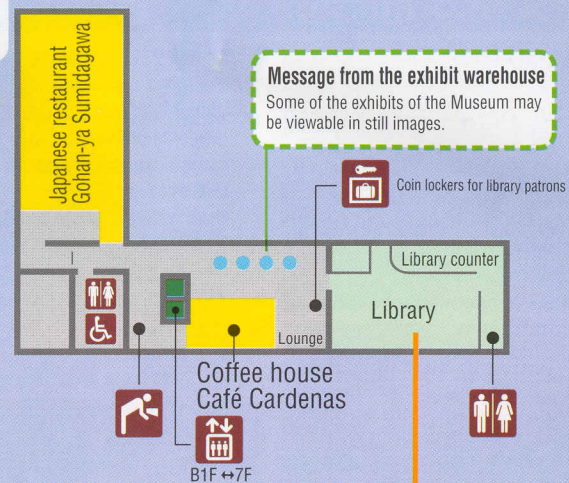 Japanese restaurant
Gohan-ya Sumidagawa
Message from the exhibit warehouse
Some of the exhibits of the Museum may
be viewable in still images.
Coin lockers for library patrons
Library counter
Library
Lounge
Coffee house
Café Cardenas
B1F ↔7F